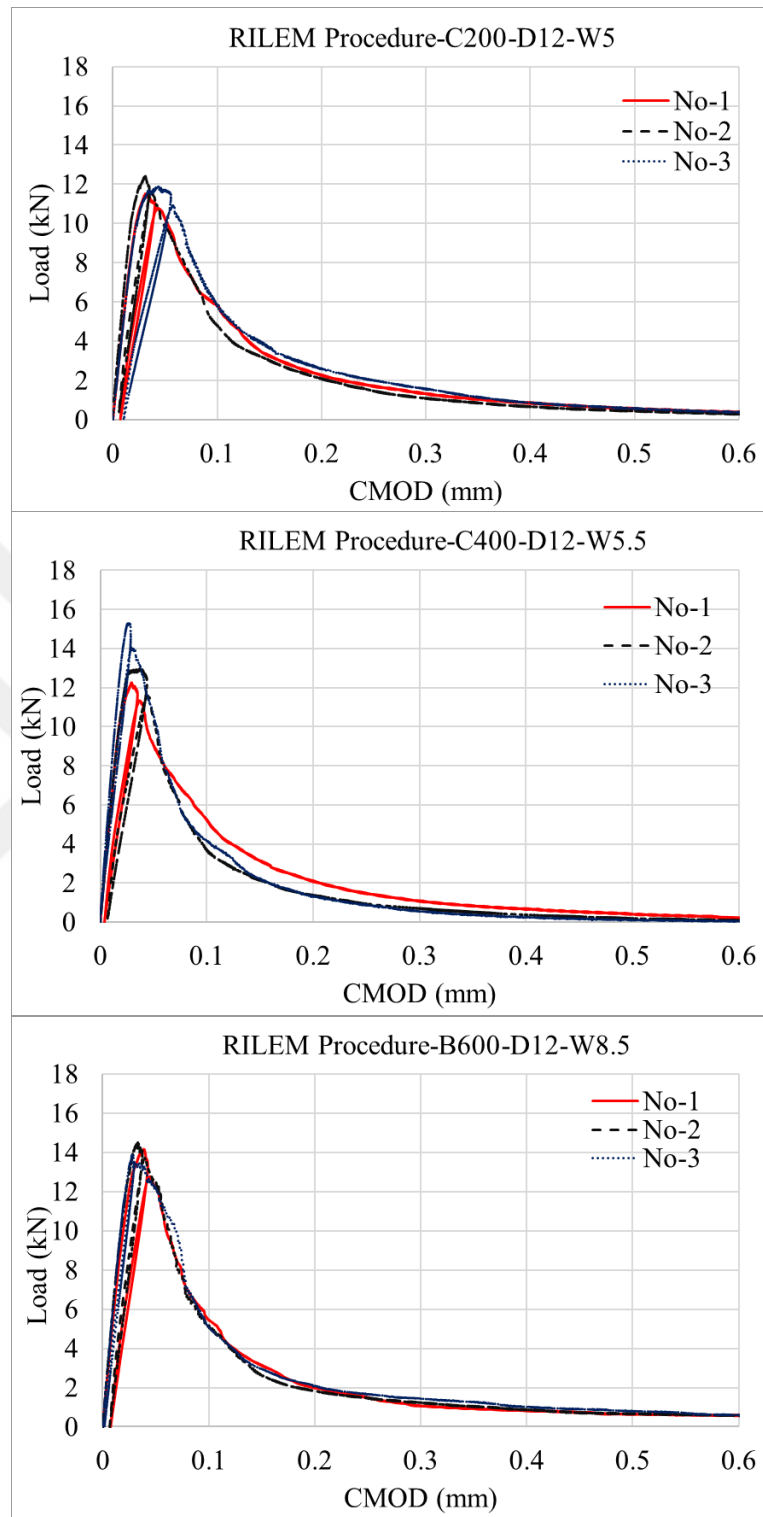 RILEM Procedure-C200-D12-W5
18
16
14
12
10
8
6
4
2
0
Load (kN)
No-1
No-2
No-3
0 0.1 0.2 0.3 0.4 0.5 0.6
CMOD (mm)
RILEM Procedure-C400-D12-W5.5
18
16
14
12
10
8
6
4
2
0
Load (kN)
No-1
No-2
No-3
0 0.1 0.2 0.3 0.4 0.5 0.6
CMOD (mm)
RILEM Procedure-B600-D12-W8.5
18
16
14
12
10
8
6
4
2
0
Load (kN)
No-1
No-2
No-3
0 0.1 0.2 0.3 0.4 0.5 0.6
CMOD (mm)